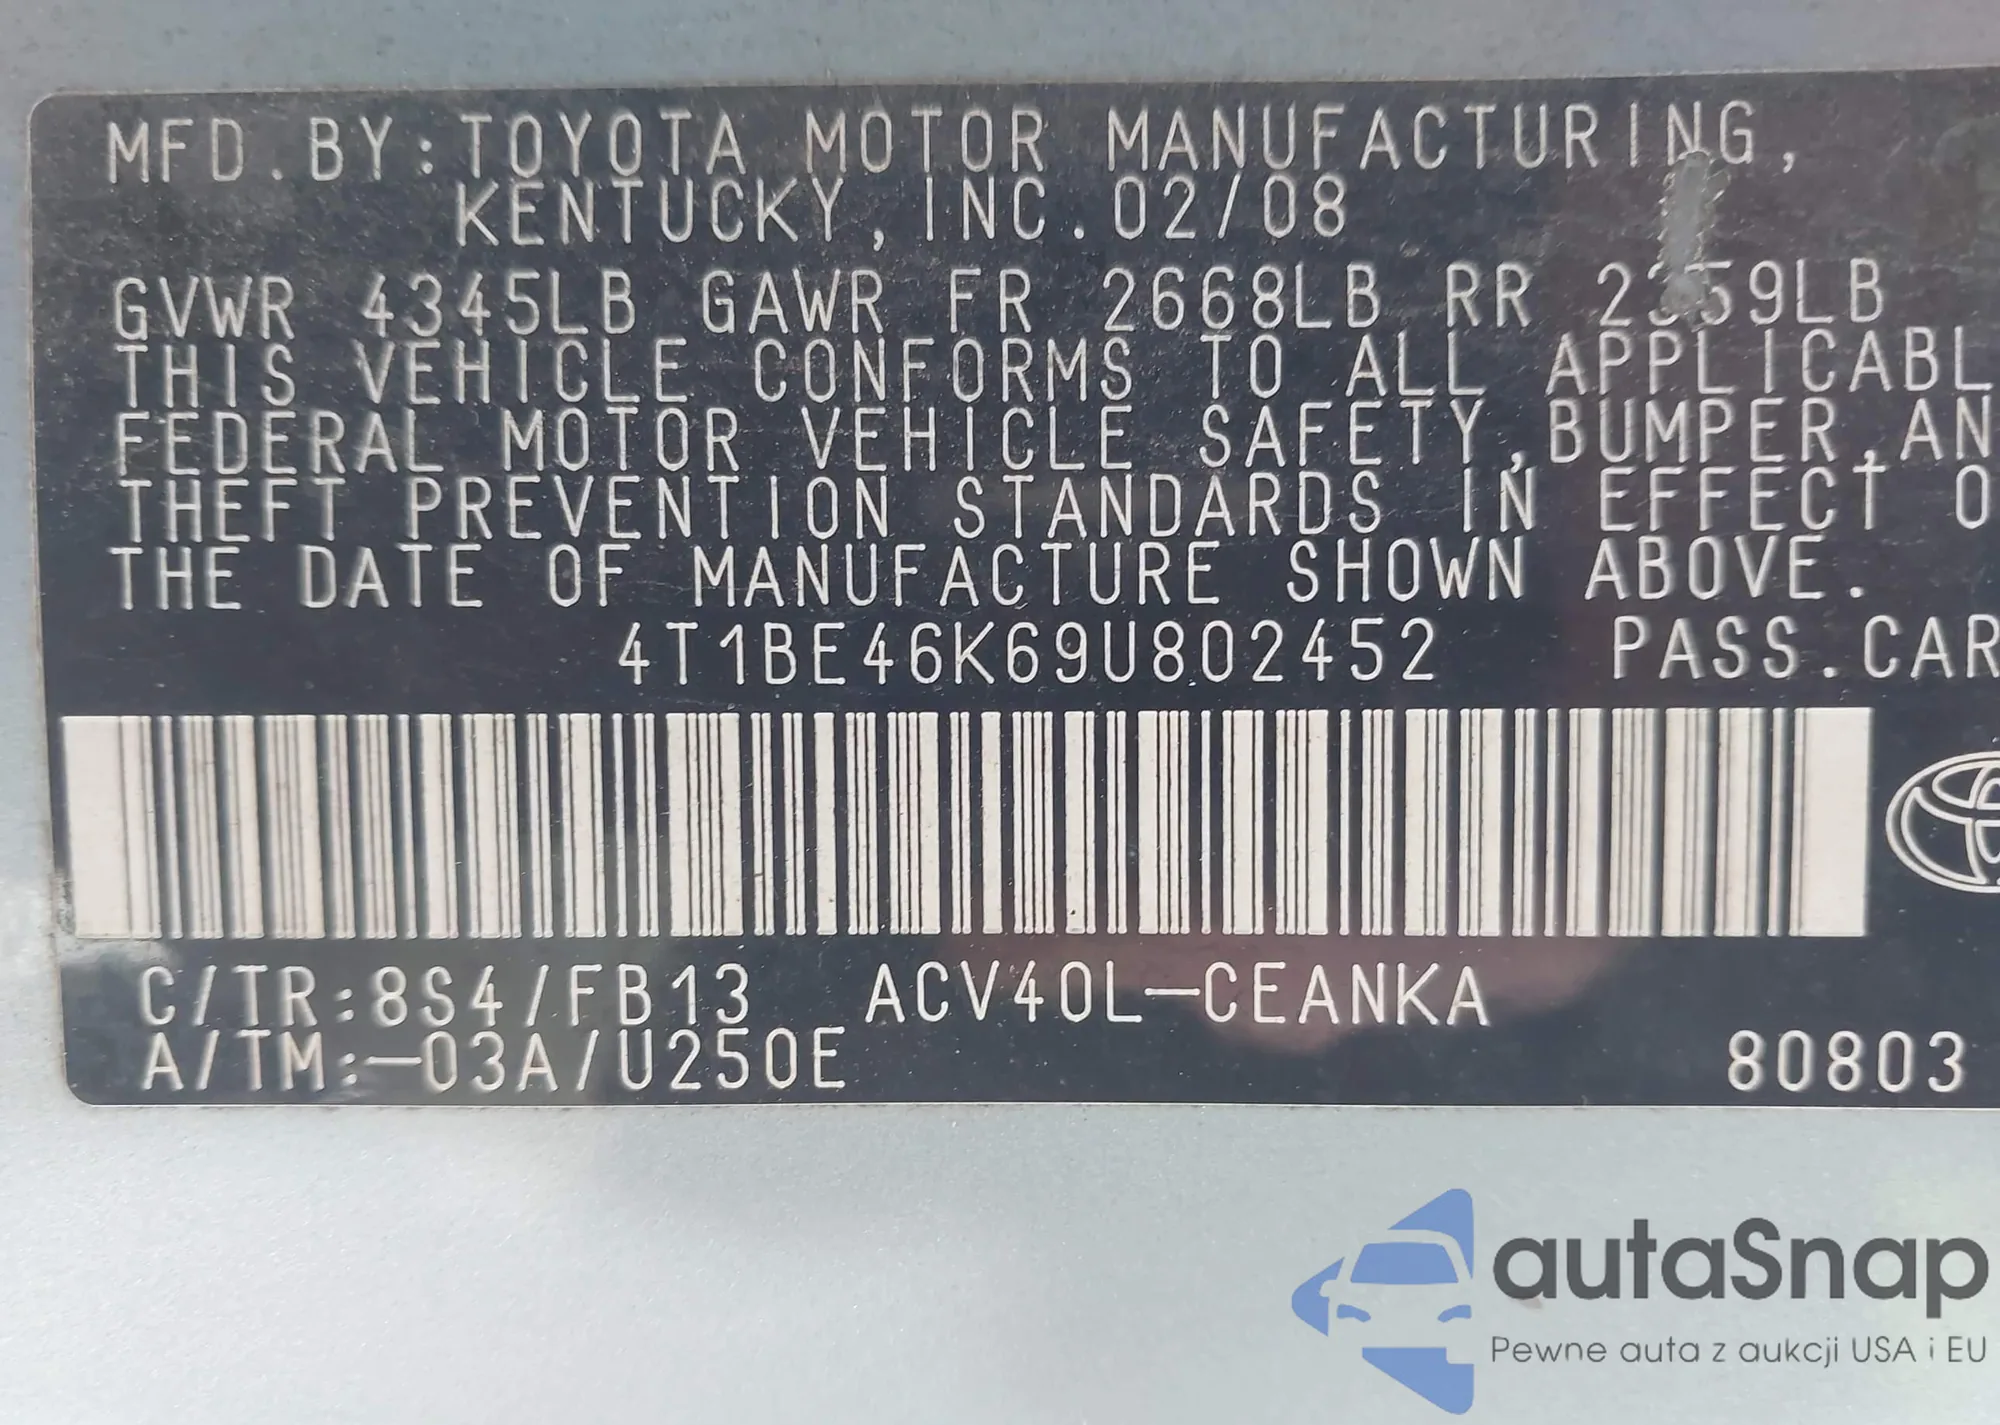 MFD.BY:TOYOTA MOTOR MANUFACTURING,
KENTUCKY, INC.02/08
GVWR 4345LB GAWR FR 2668LB RR 2359LB
THIS VEHICLE CONFORMS TO ALL APPLICABL
FEDERAL MOTOR VEHICLE SAFETY,BUMPER,AN
THEFT PREVENTION STANDARDS IN EFFECT O
THE DATE OF MANUFACTURE SHOWN ABOVE.
4T1BE46K69U802452 PASS.CAR
C/TR:8S4/FB13 ACV40L-CEANKA
A/TM:-03A/U250E 80803
autaSnap
Pewne auta z aukcji USA i EU